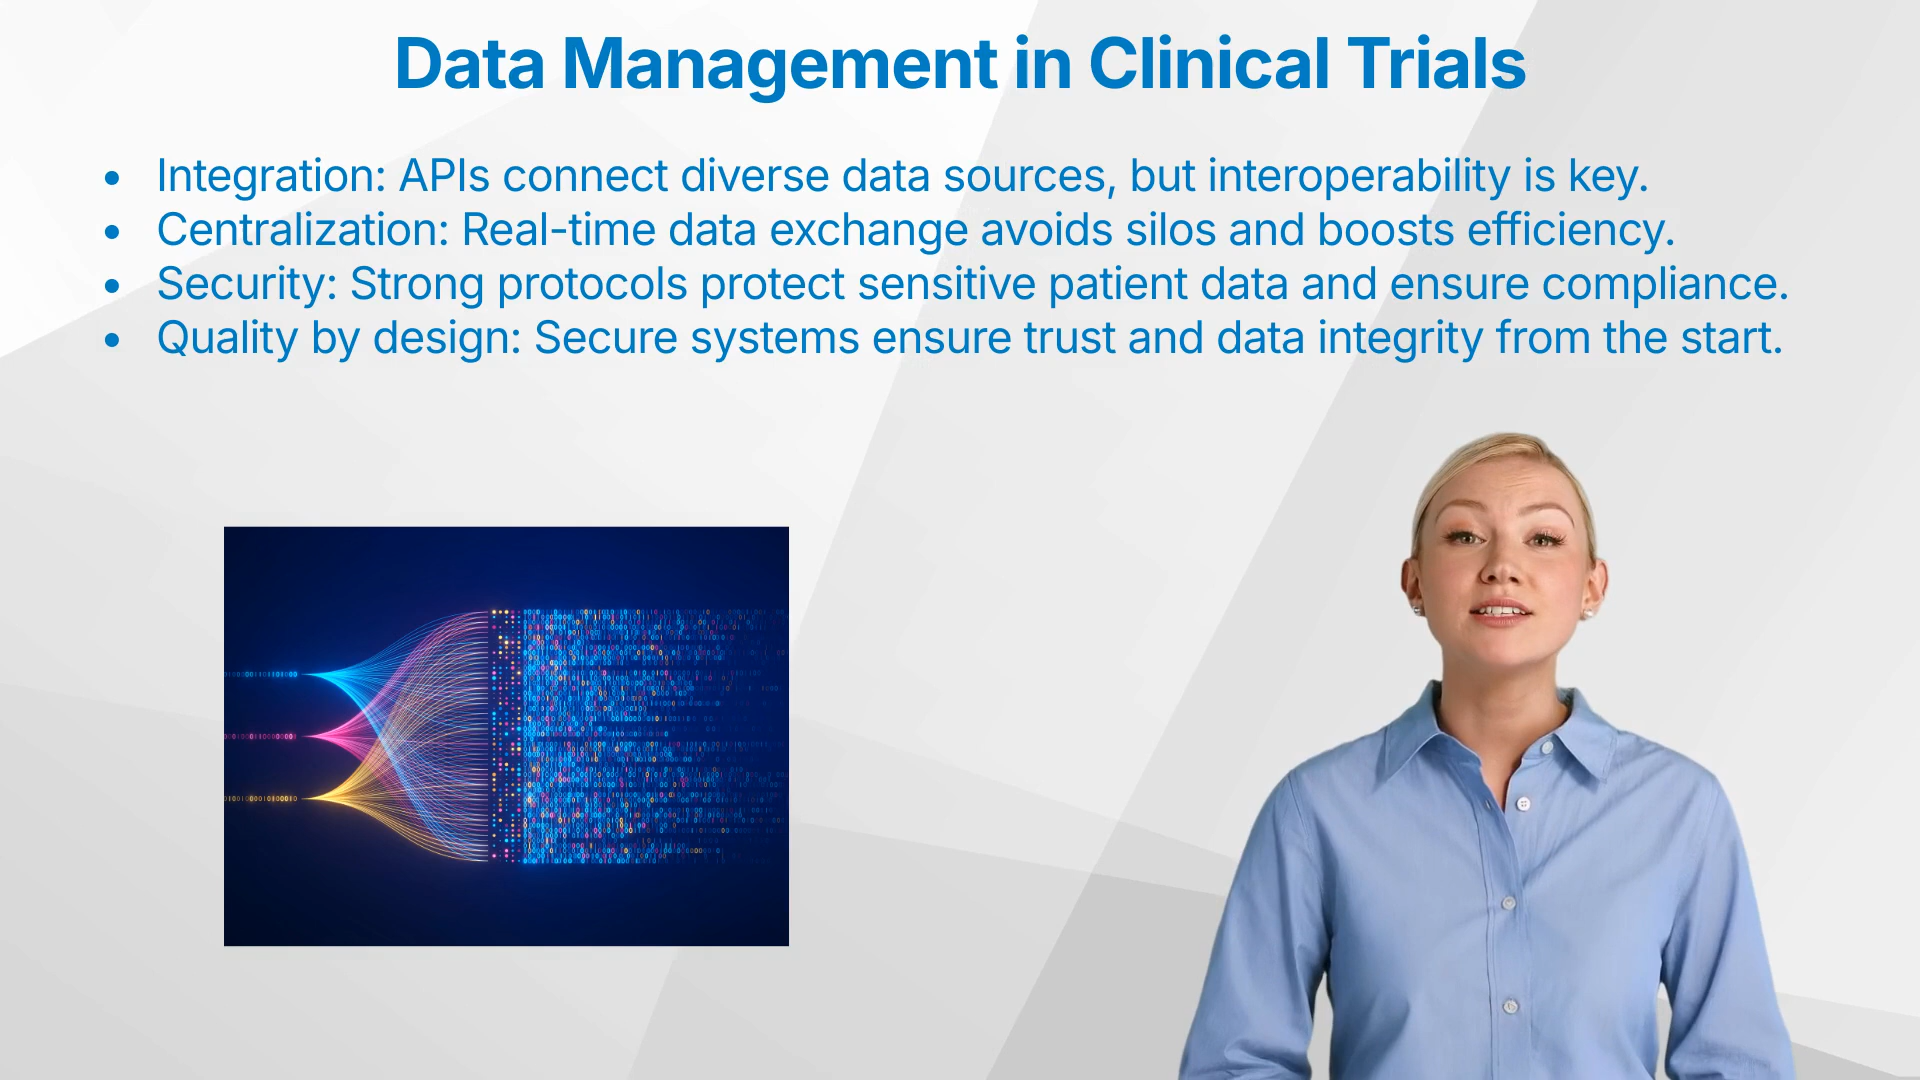 Data Management in Clinical Trials
• Integration: APIs connect diverse data sources, but interoperability is key.
• Centralization: Real-time data exchange avoids silos and boosts efficiency.
• Security: Strong protocols protect sensitive patient data and ensure compliance.
• Quality by design: Secure systems ensure trust and data integrity from the start.